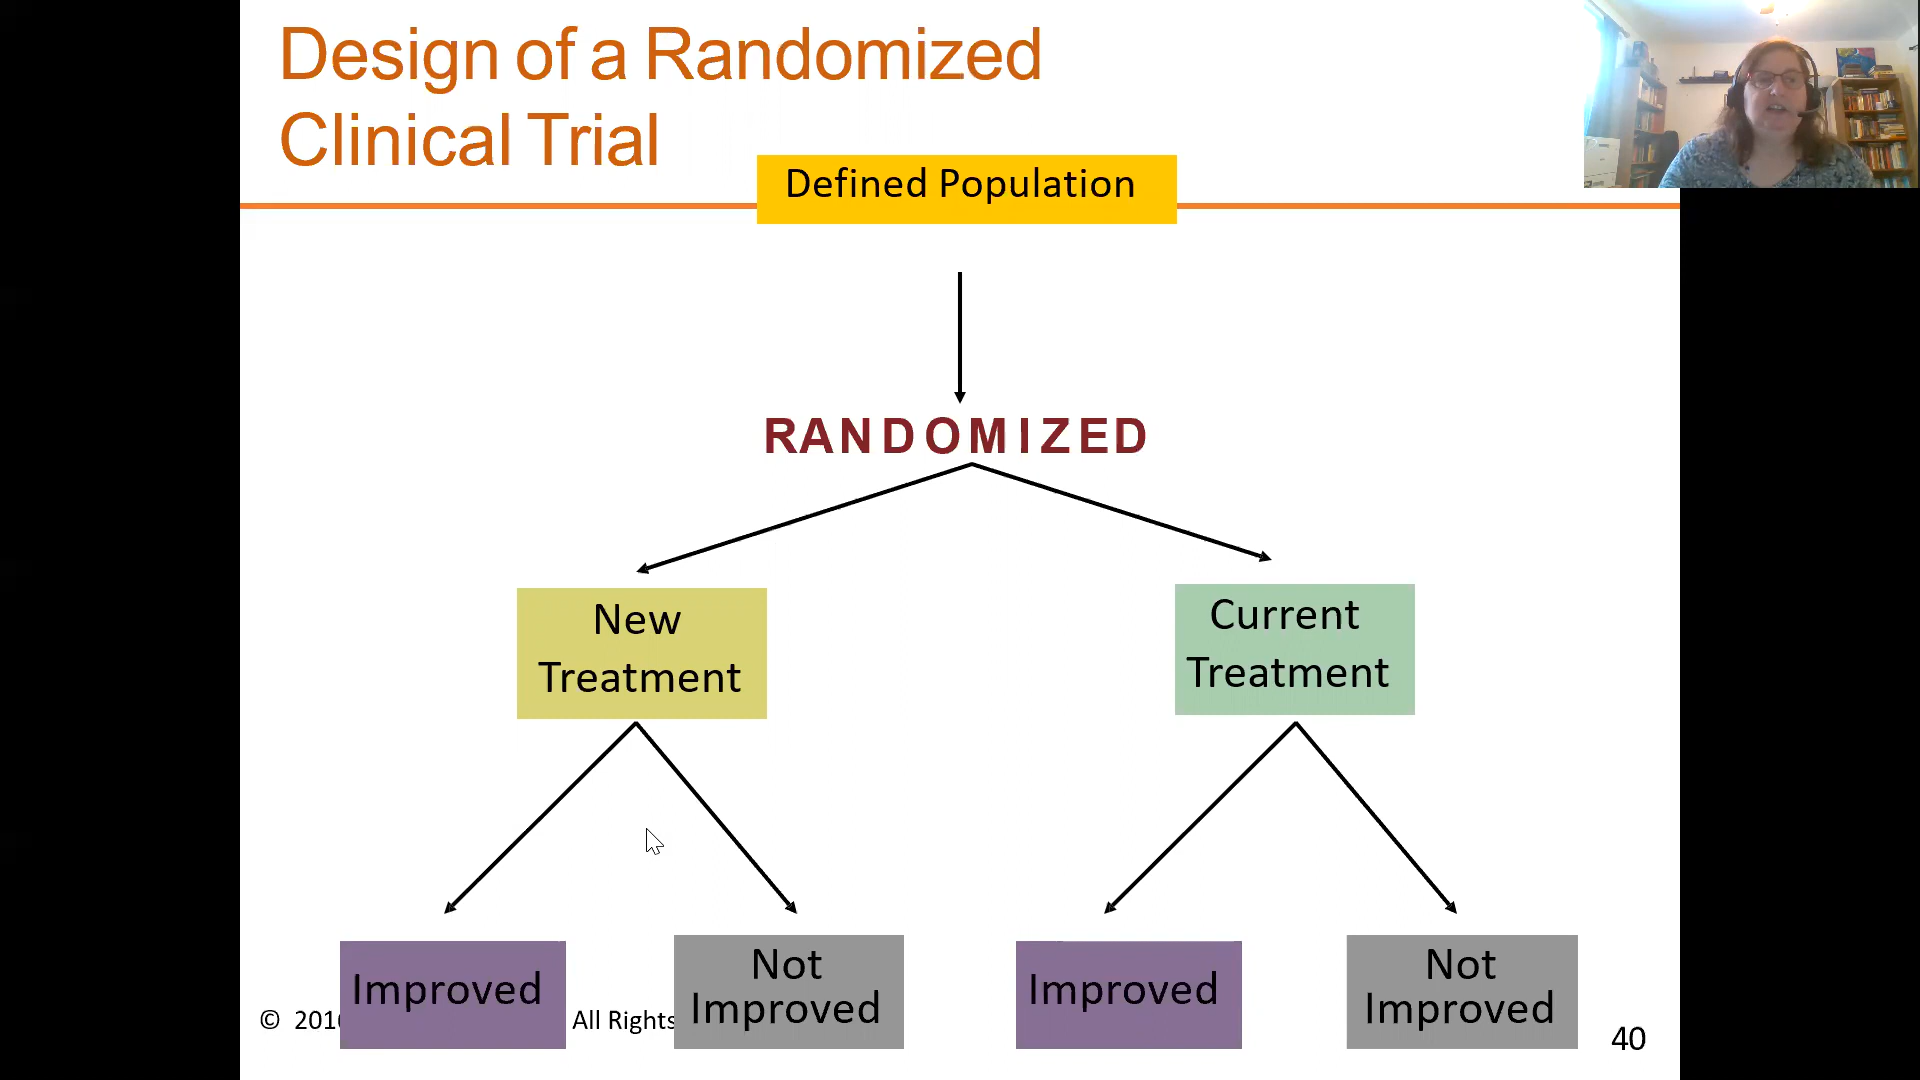 Design of a Randomized
Clinical Trial
Defined Population
RANDOMIZED
New
Treatment
Current
Treatment
Improved
Not
Improved
Improved
Not
Improved
© All Rights
40